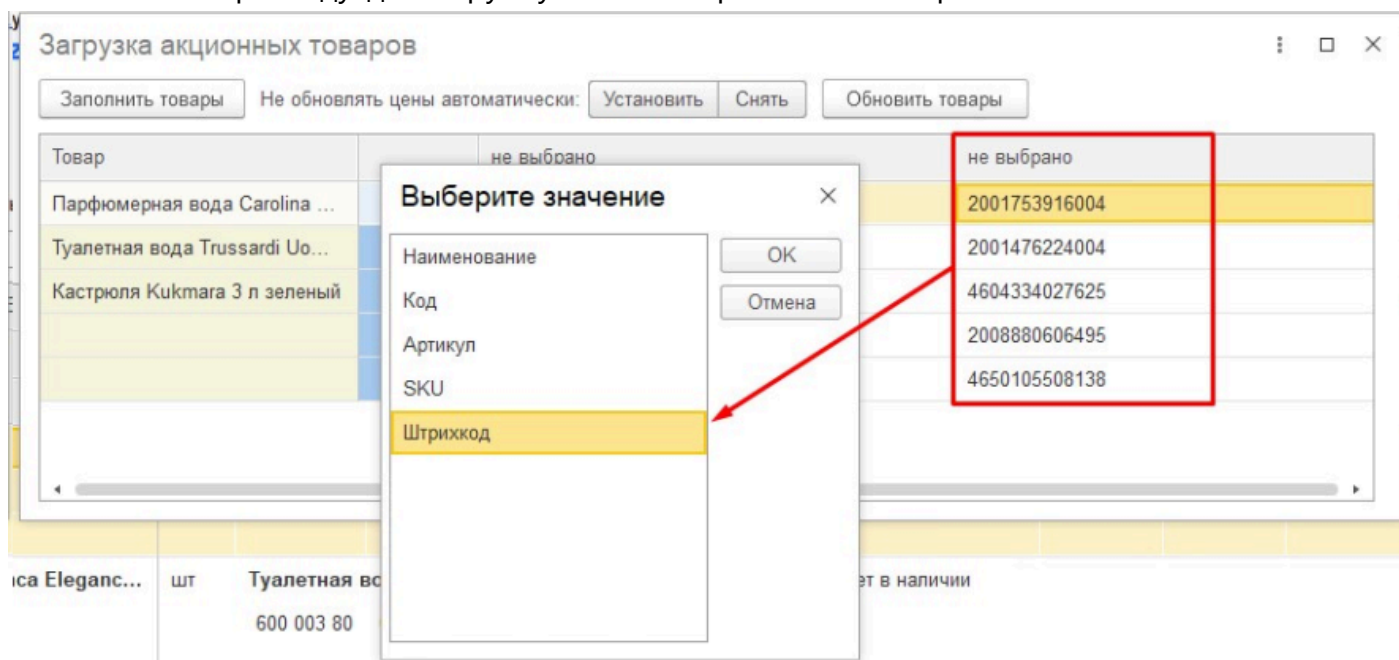 Загрузка акционных товаров
Заполнить товары Не обновлять цены автоматически: Установить Снять Обновить товары
Товар не выбрано не выбрано
Парфюмерная вода Carolina ... 2001753916004
Туалетная вода Trussardi Uo... 2001476224004
Кастрюля Kukmara 3 л зеленый 4604334027625
2008880606495
4650105508138
Выберите значение
Наименование OK
Код Отмена
Артикул
SKU
Штрихкод
Eleganc... шт Туалетная в наличии
600 003 80